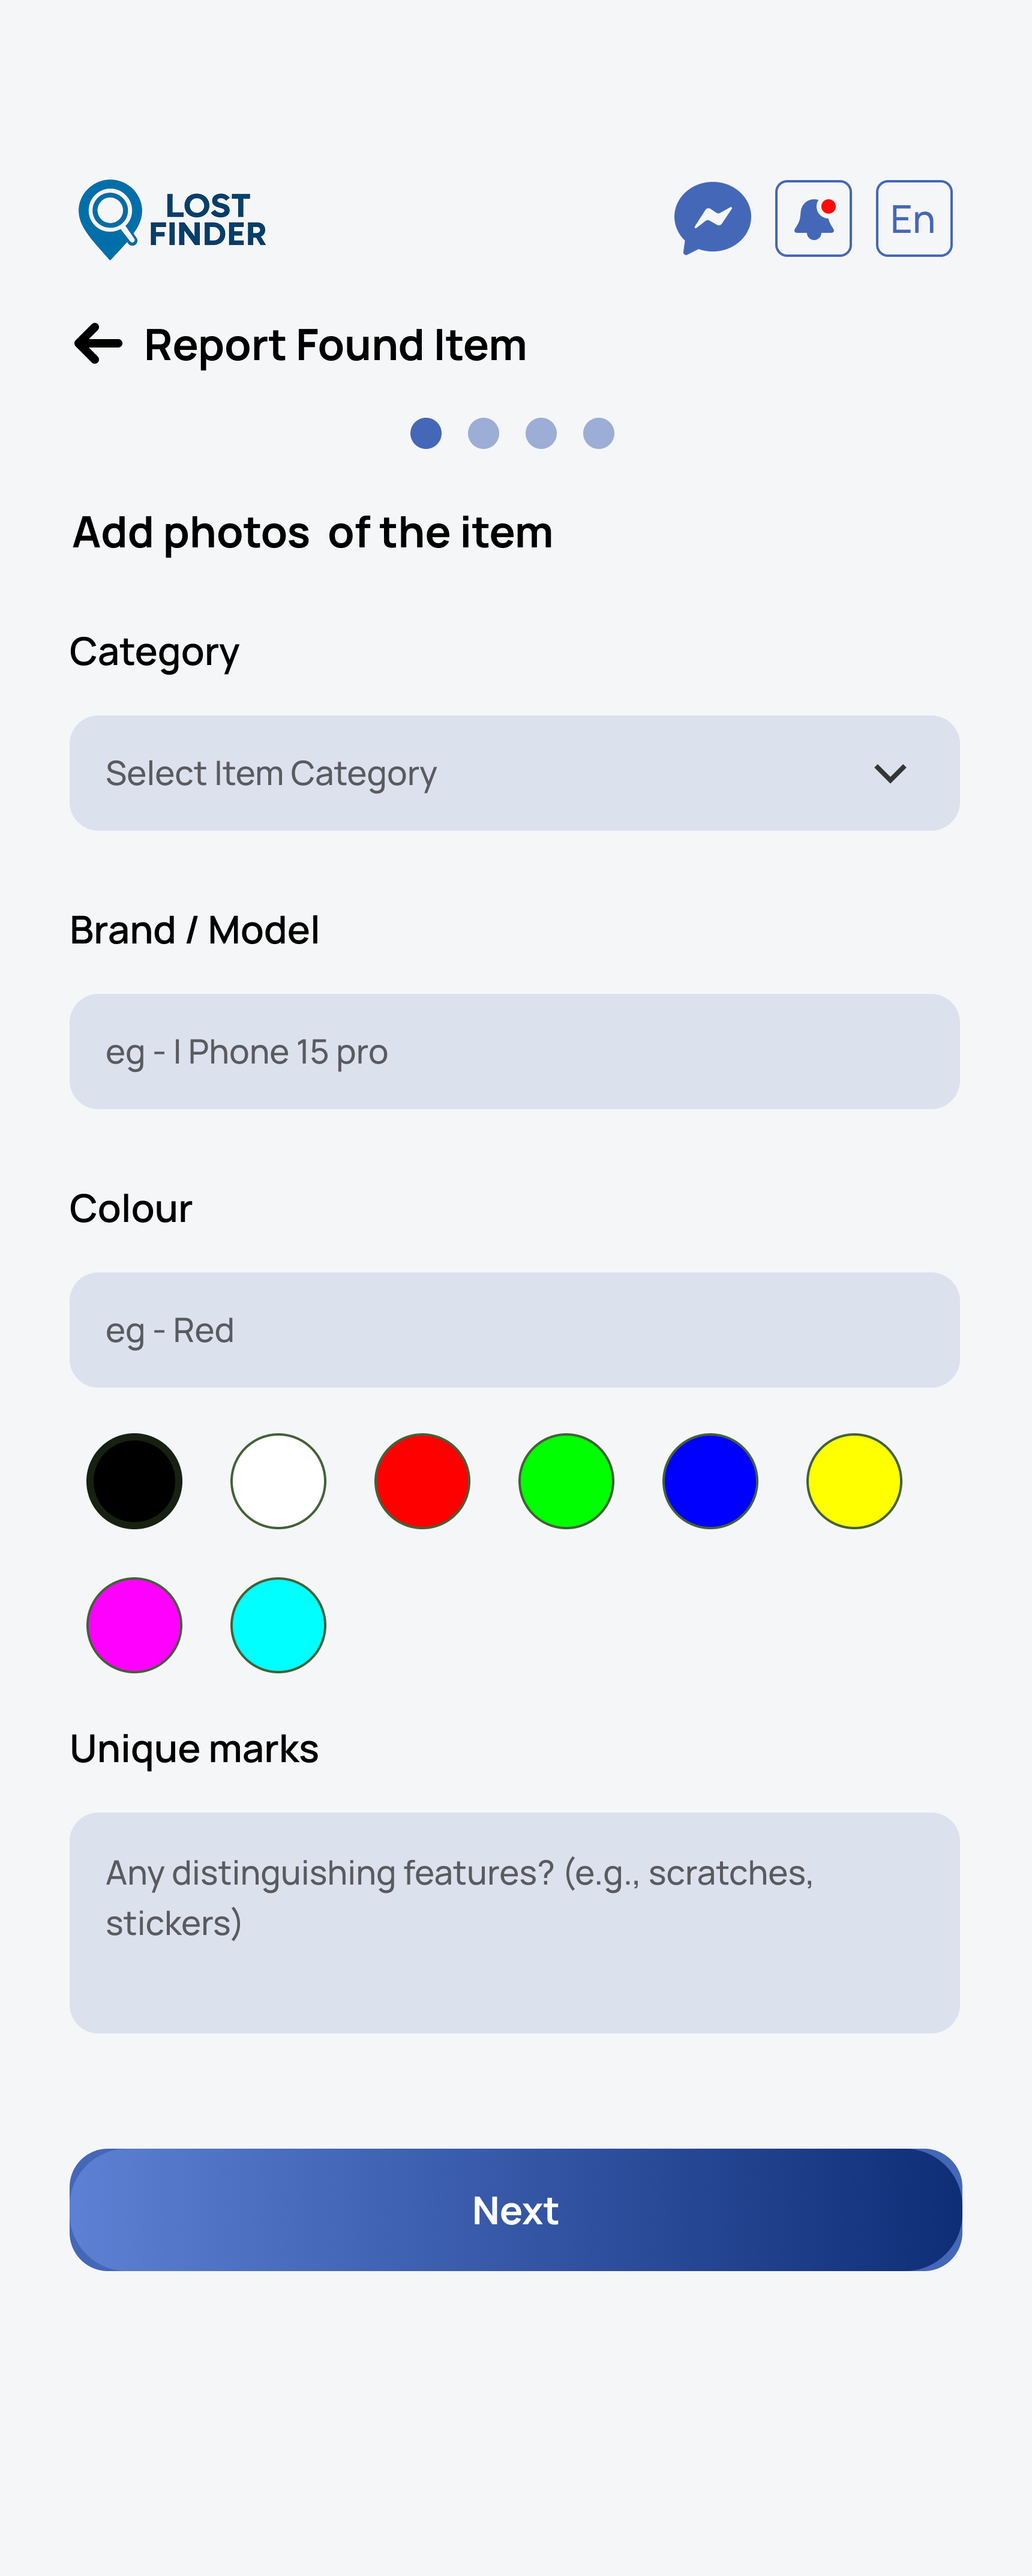 LOST
FINDER
En
Report Found Item
Add photos  of the item
Category
Select Item Category
Brand / Model
eg - I Phone 15 pro
Colour
eg - Red
Unique marks
Any distinguishing features? (e.g., scratches,
stickers)
Next